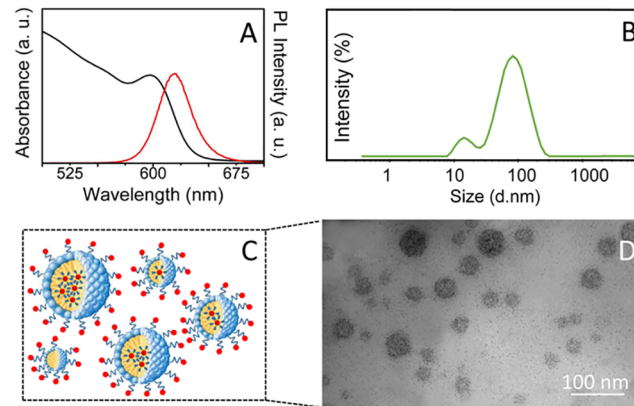 A
Absorbance (a. u.)
PL Intensity (a. u.)
525
600
675
Wavelength (nm)
B
Intensity (%)
1
10
100
1000
Size (d.nm)
C
D
100 nm